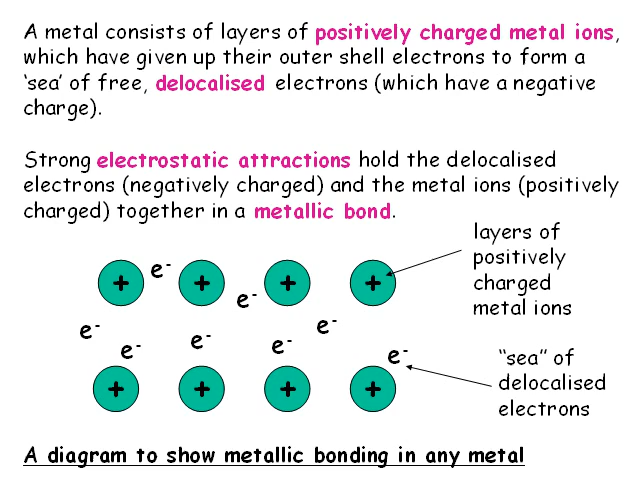 A metal consists of layers of positively charged metal ions,
which have given up their outer shell electrons to form a
‘sea’ of free, delocalised electrons (which have a negative
charge).
Strong electrostatic attractions hold the delocalised
electrons (negatively charged) and the metal ions (positively
charged) together in a metallic bond.
layers of
positively
charged
metal ions
+ e- + + +
e-
e- e- e- e- e-
e-
+ + + +
“sea” of
delocalised
electrons
A diagram to show metallic bonding in any metal